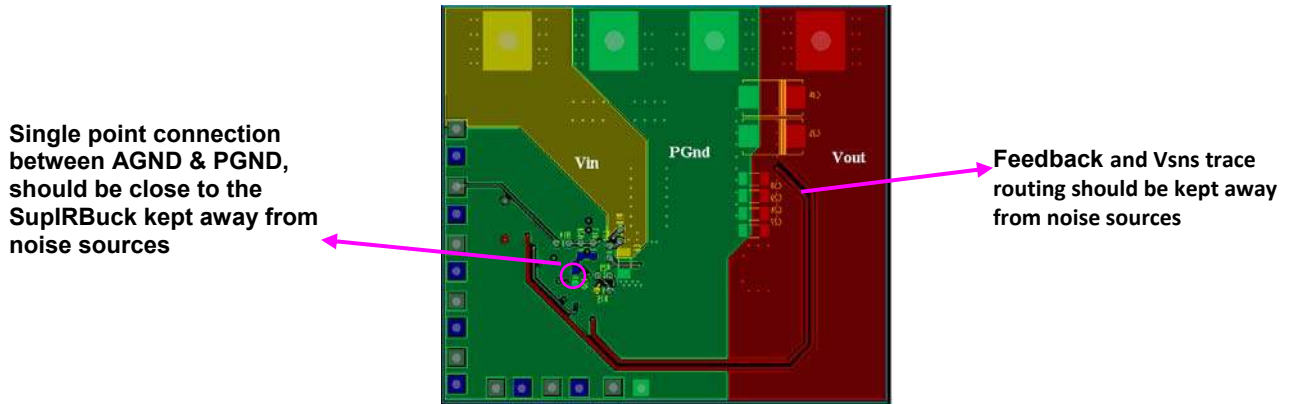 Single point connection
between AGND & PGND,
should be close to the
SupIRBuck kept away from
noise sources
Vin
PGnd
Vout
Feedback and Vsns trace
routing should be kept away
from noise sources